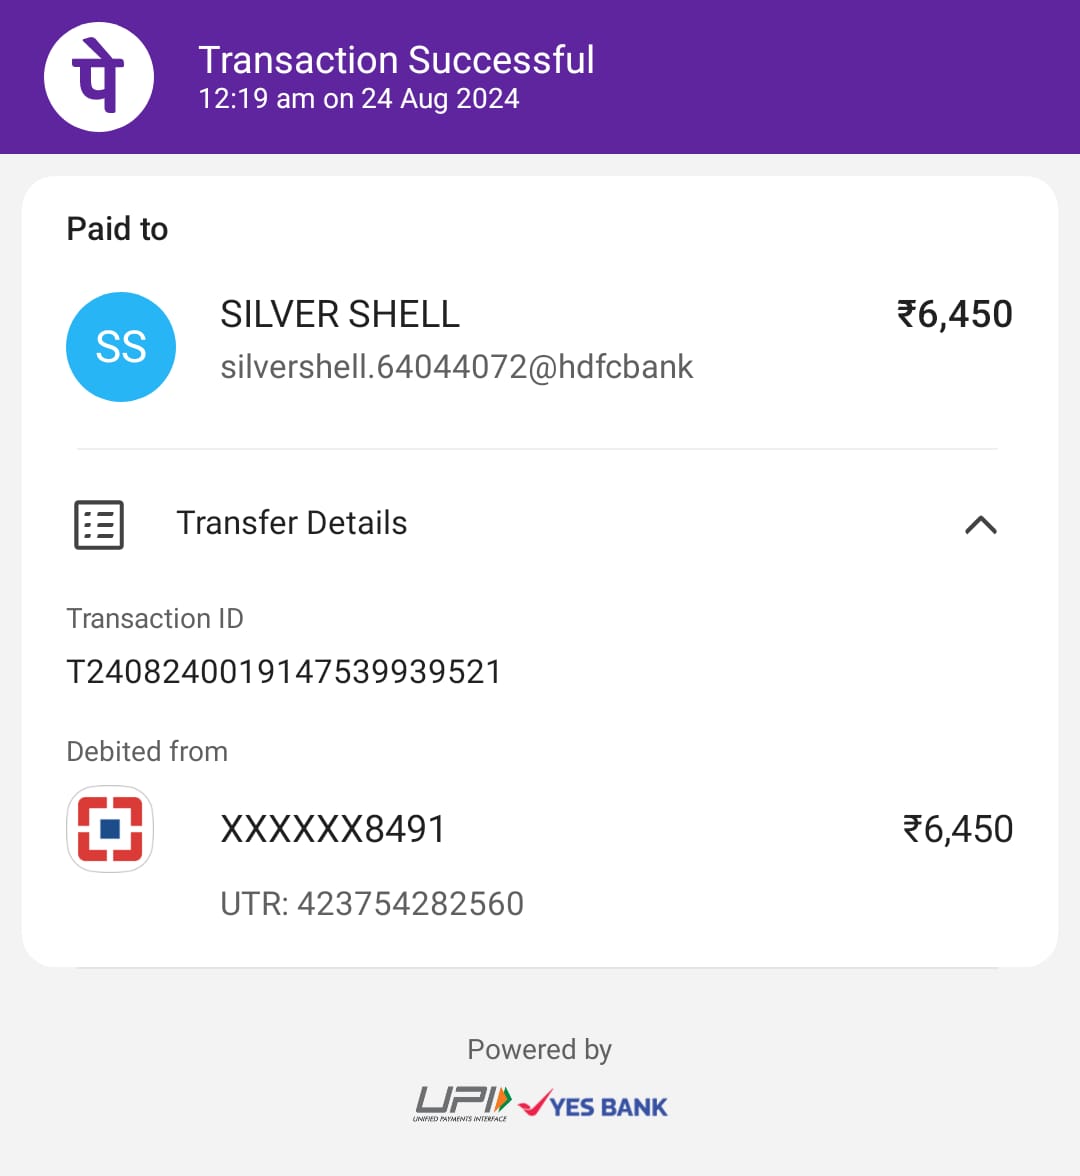 पे
Transaction Successful
12:19 am on 24 Aug 2024
Paid to
SS
SILVER SHELL
₹6,450
silvershell.64044072@hdfcbank
Transfer Details
Transaction ID
T2408240019147539939521
Debited from
XXXXXX8491
₹6,450
UTR: 423754282560
Powered by
UPI
UNIFIED PAYMENTS INTERFACE
YES BANK